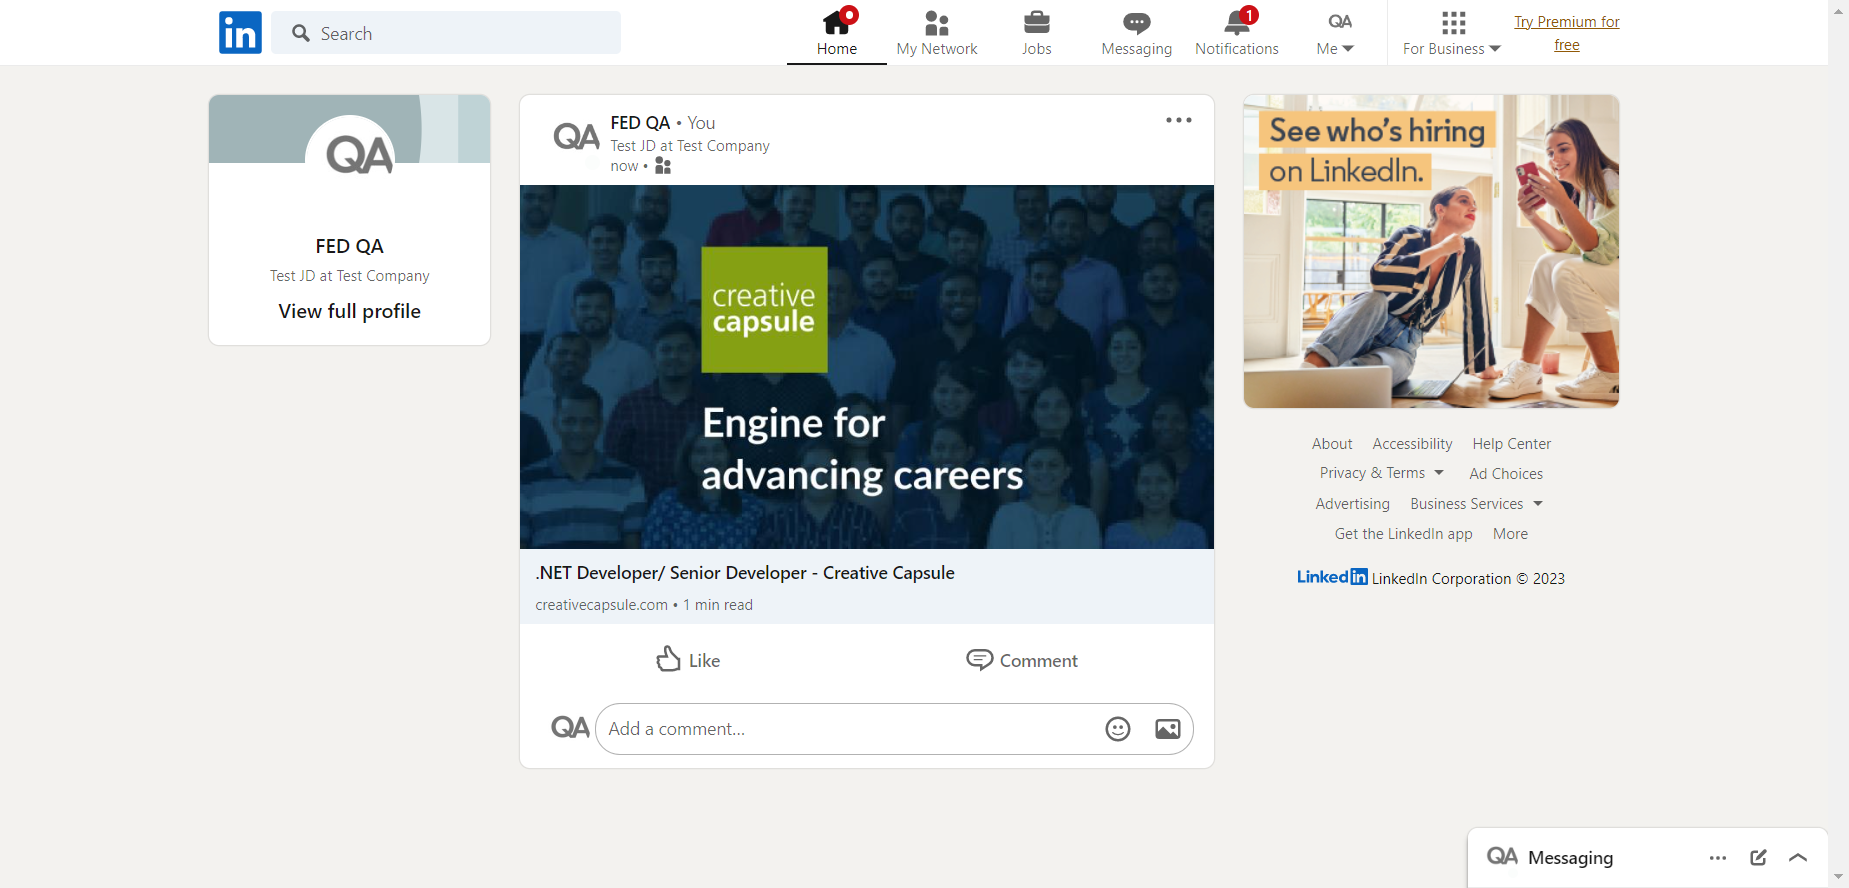 in
Search
Home
My Network
Jobs
Messaging
1
Notifications
QA
Me
For Business
Try Premium for
free
QA
FED QA
Test JD at Test Company
View full profile
QA
FED QA • You
Test JD at Test Company
now •
creative
capsule
Engine for
advancing careers
.NET Developer/ Senior Developer - Creative Capsule
creativecapsule.com • 1 min read
Like
Comment
QA
Add a comment...
See who's hiring
on LinkedIn.
About Accessibility Help Center
Privacy & Terms Ad Choices
Advertising Business Services
Get the LinkedIn app More
Linkedin LinkedIn Corporation © 2023
QA Messaging